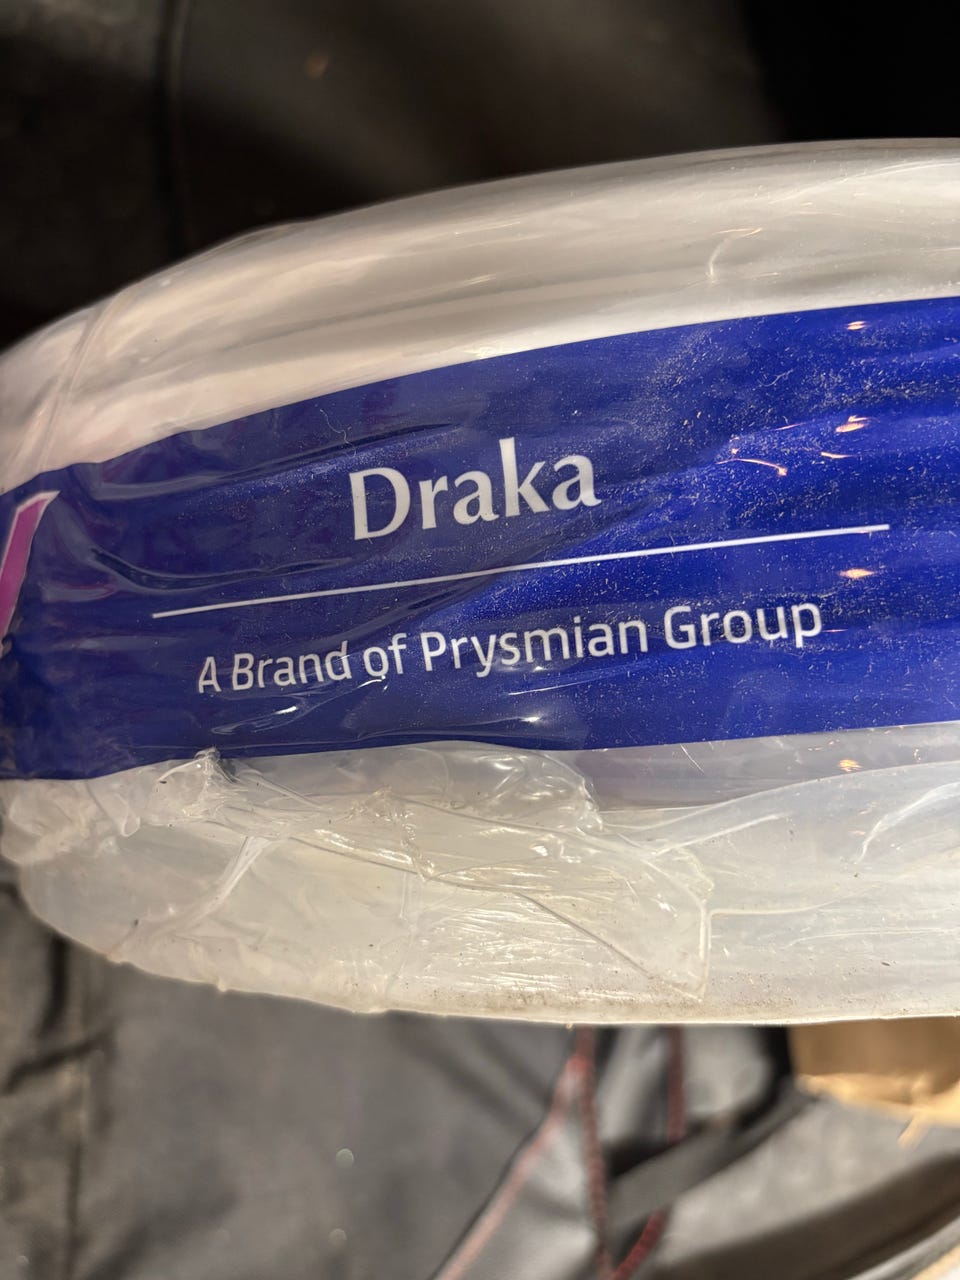 Draka
A Brand of Prysmian Group